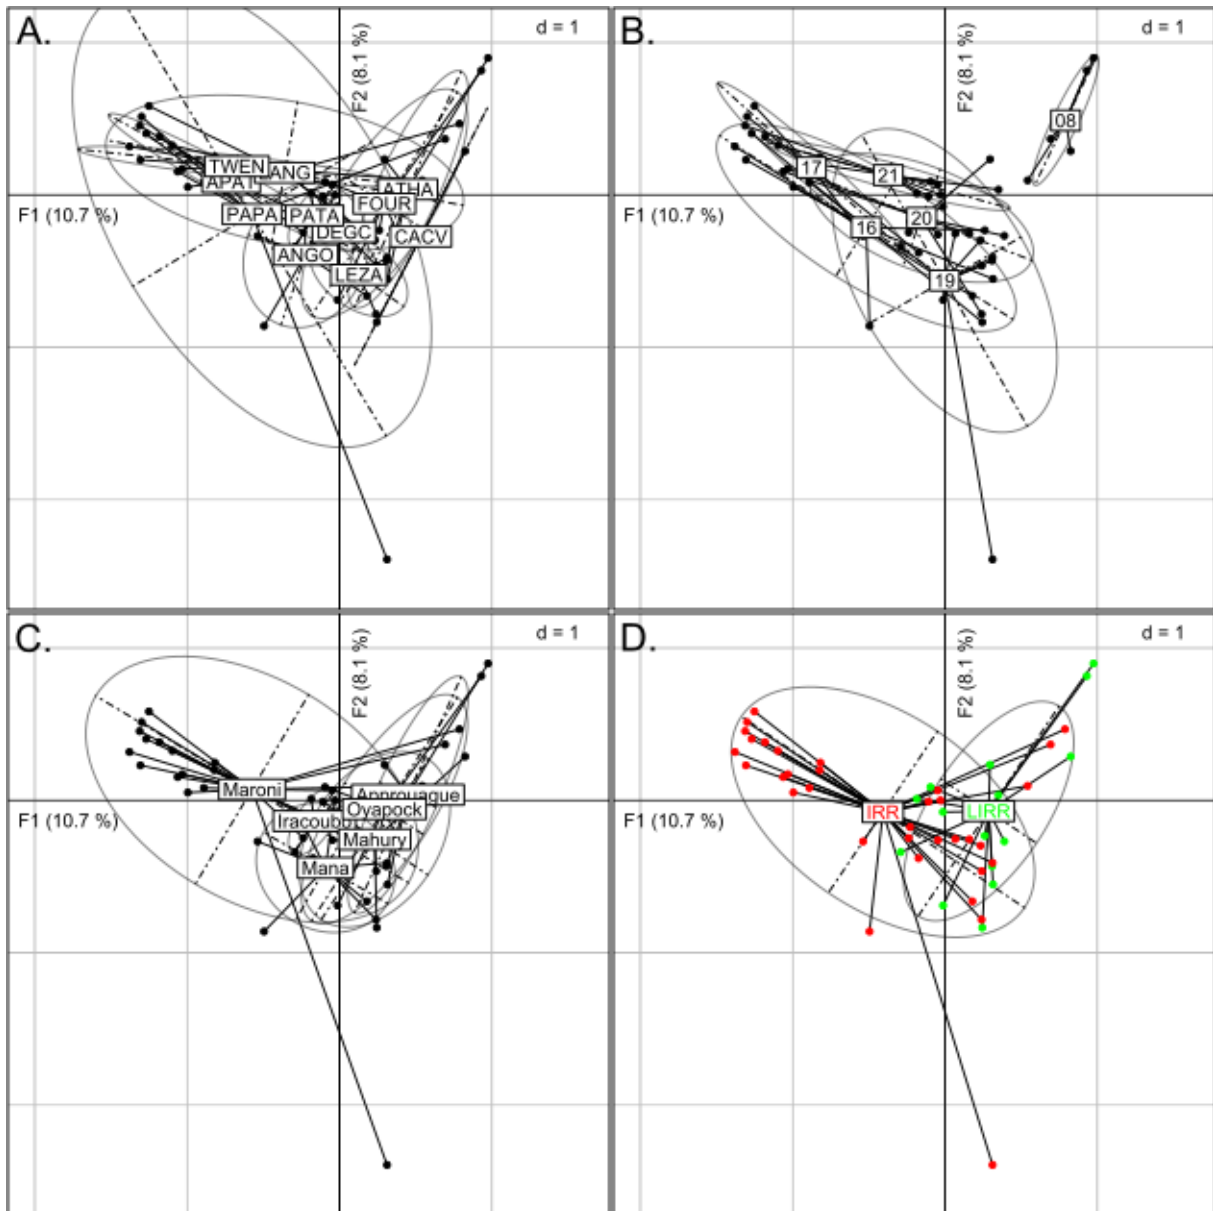 A.
d = 1
F2 (8.1 %)
F1 (10.7 %)
TWEN
ANG
APAT
PAPA
PATA
ATHA
FOUR
DEGC
CACV
ANGO
LEZA
B.
d = 1
F2 (8.1 %)
F1 (10.7 %)
08
17
21
20
16
19
C.
d = 1
F2 (8.1 %)
F1 (10.7 %)
Maroni
Approuague
Oyapock
Iracoubo
Mahury
Mana
D.
d = 1
F2 (8.1 %)
F1 (10.7 %)
IRR
LIRR